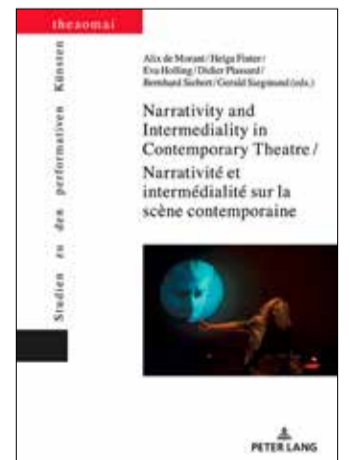 theaomai
Studien zu den performativen Künsten
Alix de Morant / Helga Finter /
Eva Holling / Didier Plassard /
Bernhard Siebert / Gerald Siegmund (eds.)
Narrativity and
Intermediality in
Contemporary Theatre /
Narrativité et
intermédialité sur la
scène contemporaine
PETER LANG